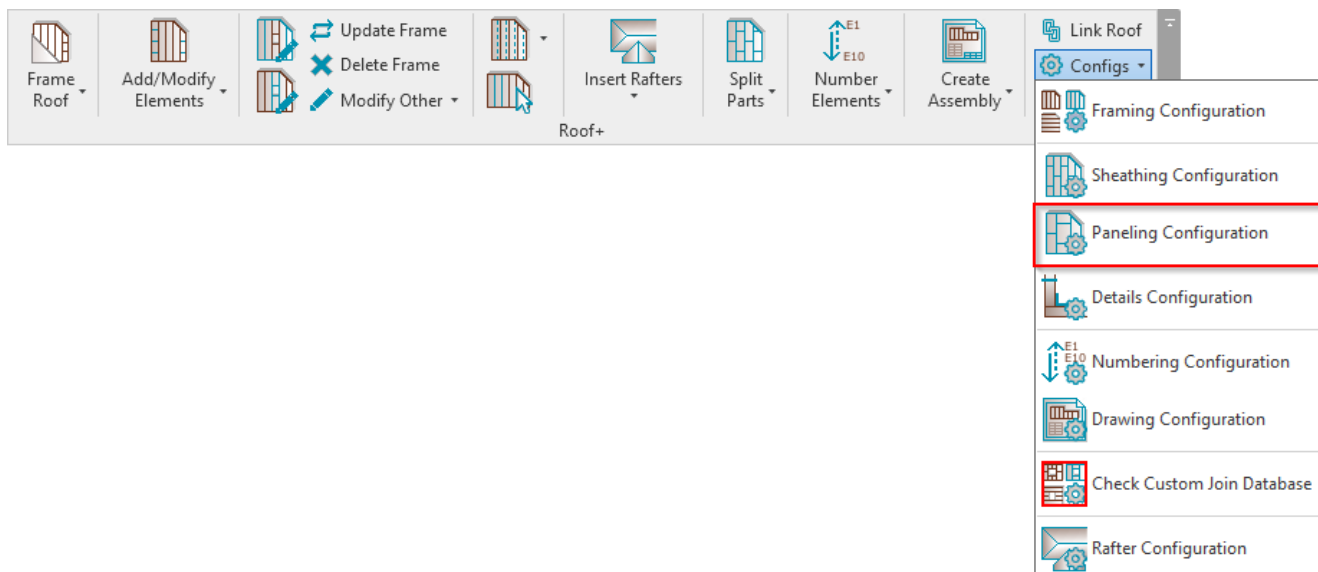 Frame
Roof
Add/Modify
Elements
Update Frame
Delete Frame
Modify Other
Insert Rafters
Split
Parts
E1
E10
Number
Elements
Create
Assembly
Link Roof
Configs
Roof+
Framing Configuration
Sheathing Configuration
Paneling Configuration
Details Configuration
E1
E10
Numbering Configuration
Drawing Configuration
Check Custom Join Database
Rafter Configuration